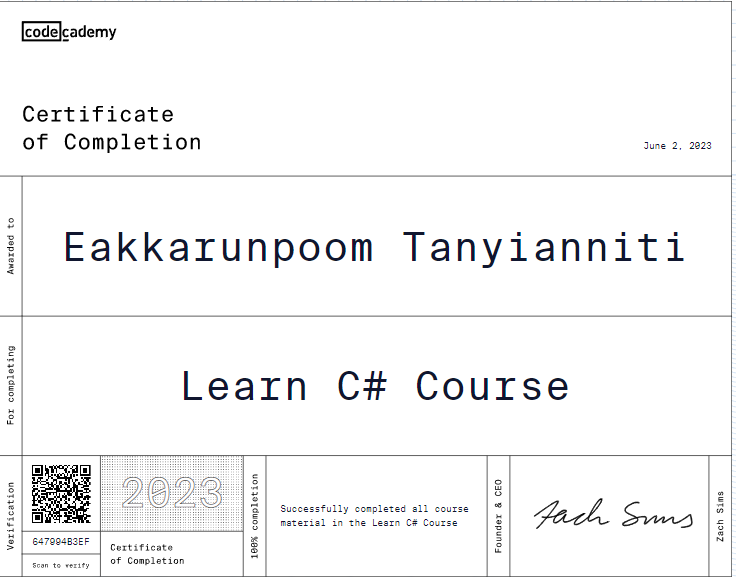 codecademy
Certificate
of Completion
June 2, 2023
Awarded to
Eakkarunpoom Tanyianniti
For completing
Learn C# Course
Verification
647994B3EF
Scan to verify
2023
Certificate
of Completion
100% completion
Successfully completed all course
material in the Learn C# Course
Founder & CEO
Zach Sims
Zach Sims